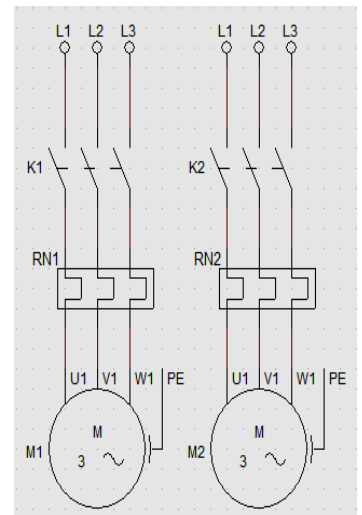 L1 L2 L3 L1 L2 L3
K1 K2
RN1 RN2
U1 V1 W1 PE U1 V1 W1 PE
M M
M1 3 M2 3